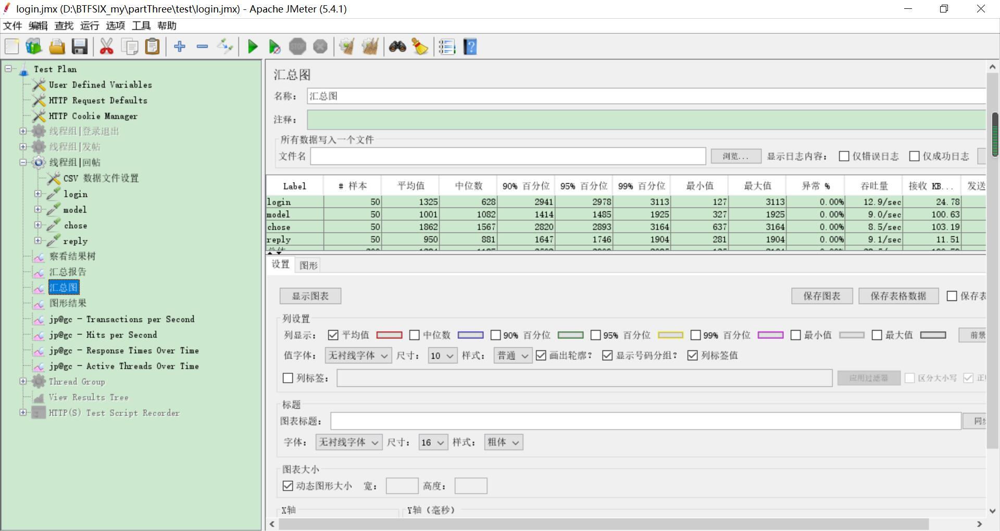 login.jmx (D:\BTFSIX_my\partThree\test\login.jmx) - Apache JMeter (5.4.1)
文件 编辑 查找 运行 选项 工具 帮助
Test Plan
User Defined Variables
HTTP Request Defaults
HTTP Cookie Manager
线程组|登录退出
线程组|发帖
线程组|回帖
CSV 数据文件设置
login
model
chose
reply
察看结果树
汇总报告
汇总图
图形结果
jp@gc - Transactions per Second
jp@gc - Hits per Second
jp@gc - Response Times Over Time
jp@gc - Active Threads Over Time
Thread Group
View Results Tree
HTTP(S) Test Script Recorder
汇总图
名称： 汇总图
注释：
所有数据写入一个文件
文件名 浏览... 显示日志内容： 仅错误日志 仅成功日志
Label # 样本 平均值 中位数 90% 百分位 95% 百分位 99% 百分位 最小值 最大值 异常 % 吞吐量 接收 KB... 发送
login 50 1325 628 2941 2978 3113 127 3113 0.00% 12.9/sec 24.78
model 50 1001 1082 1414 1485 1925 327 1925 0.00% 9.0/sec 100.63
chose 50 1862 1567 2820 2893 3164 637 3164 0.00% 8.5/sec 103.19
reply 50 950 881 1647 1746 1904 281 1904 0.00% 9.1/sec 11.51
设置 图形
显示图表 保存图表 保存表格数据 保存表
列设置
列显示： 平均值 中位数 90% 百分位 95% 百分位 99% 百分位 最小值 最大值 前景
值字体： 无衬线字体 尺寸： 10 样式： 普通 画出轮廓? 显示号码分组? 列标签值
列标签： 应用过滤器 区分大小写 正
标题
图表标题： 同
字体： 无衬线字体 尺寸： 16 样式： 粗体
图表大小
动态图形大小 宽： 高度：
X轴 Y轴（毫秒）